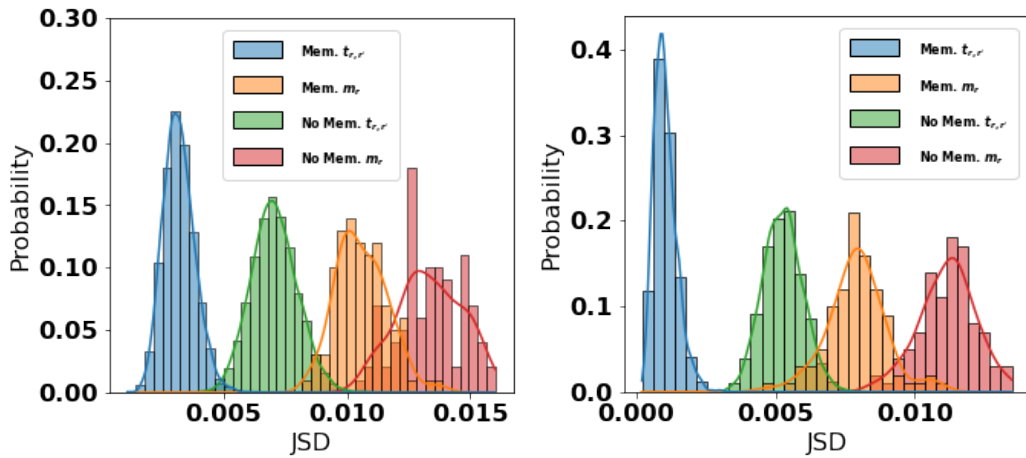 0.30
0.25
0.20
0.15
0.10
0.05
0.00
Probability
0.005
0.010
0.015
JSD
Mem. t_{r,r'}
Mem. m_r
No Mem. t_{r,r'}
No Mem. m_r
0.4
0.3
0.2
0.1
0.0
Probability
0.000
0.005
0.010
JSD
Mem. t_{r,r'}
Mem. m_r
No Mem. t_{r,r'}
No Mem. m_r